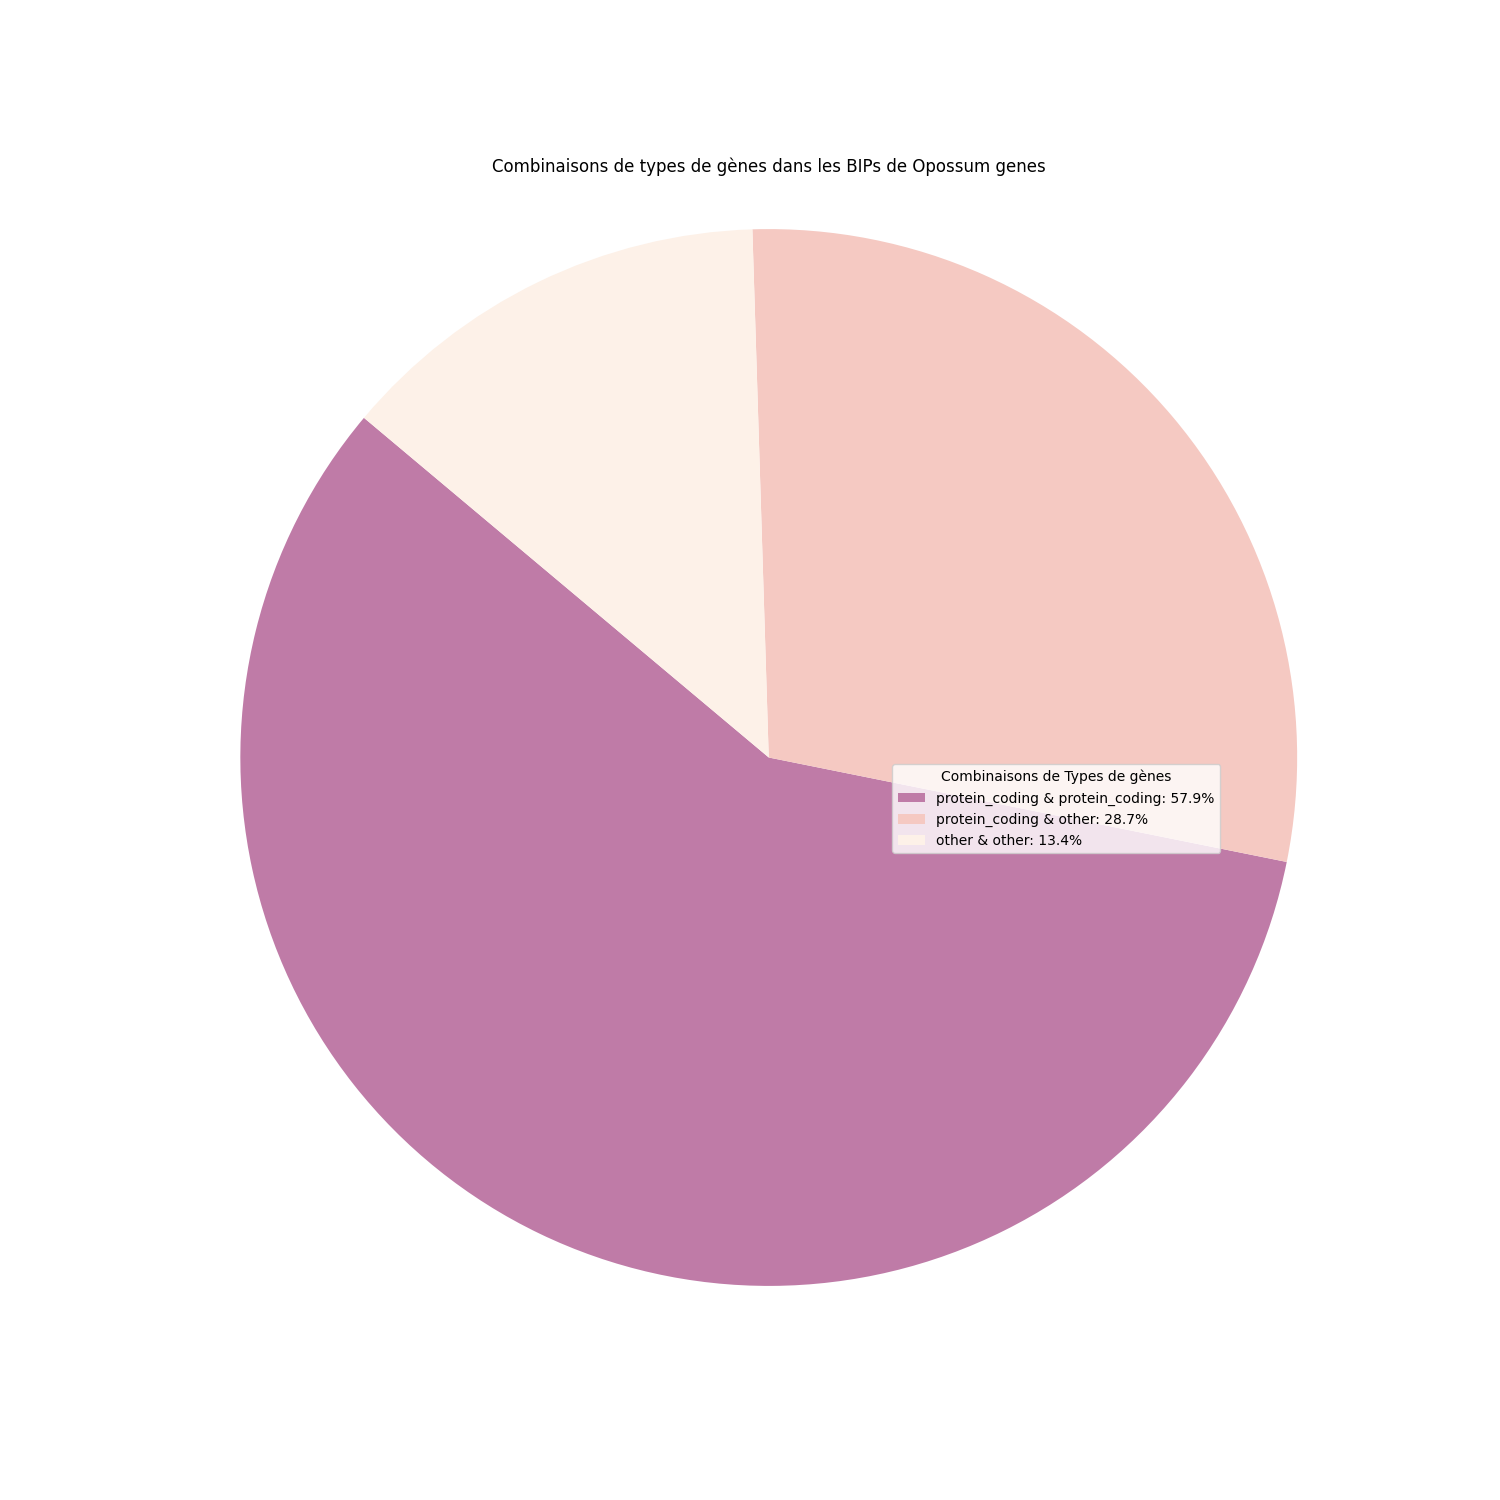 Combinaisons de types de gènes dans les BIPs de Opossum genes
Combinaisons de Types de gènes
protein_coding & protein_coding: 57.9%
protein_coding & other: 28.7%
other & other: 13.4%